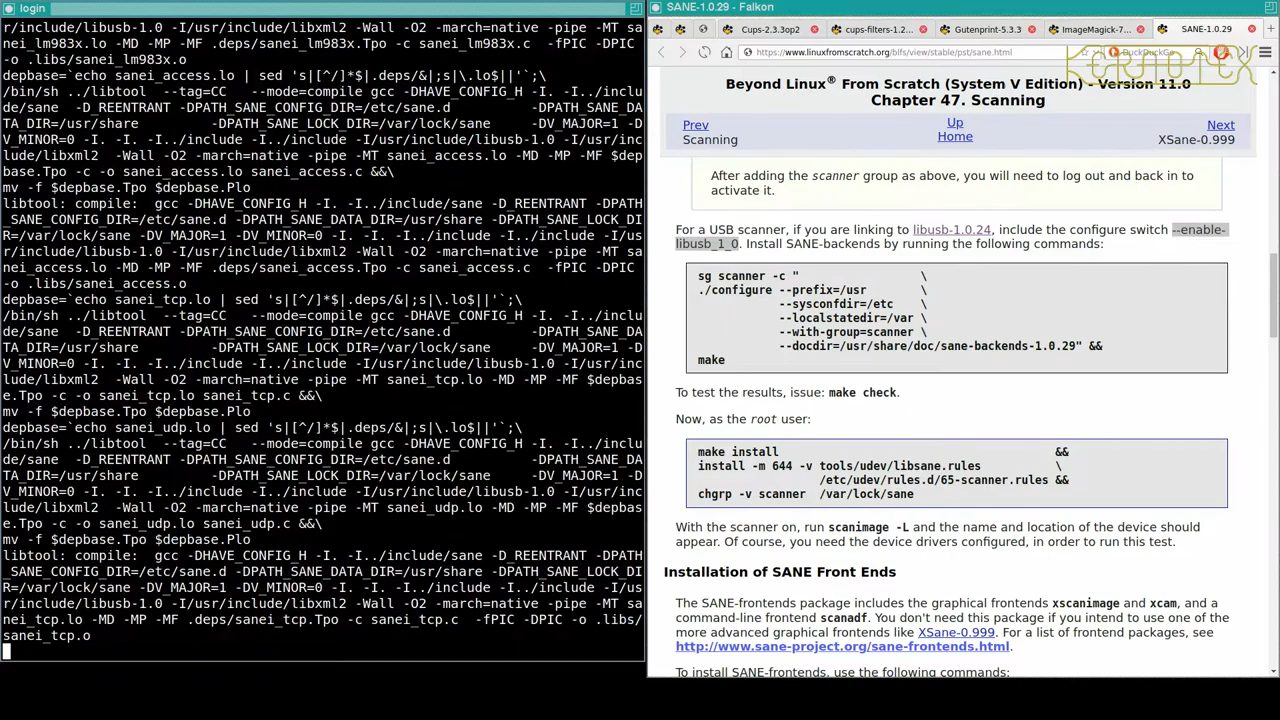 login
r/include/libusb-1.0 -I/usr/include/libxml2 -Wall -O2 -march=native -pipe -MT sa
nei_lm983x.lo -MD -MP -MF .deps/sanei_lm983x.Tpo -c sanei_lm983x.c  -fPIC -DPIC
-o .libs/sanei_lm983x.o
depbase=`echo sanei_access.lo | sed 's|[^/]*$|.deps/&|;s|\.lo$||'`;\
/bin/sh ../libtool  --tag=CC   --mode=compile gcc -DHAVE_CONFIG_H -I. -I../inclu
de/sane  -D_REENTRANT -DPATH_SANE_CONFIG_DIR=/etc/sane.d        -DPATH_SANE_DA
TA_DIR=/usr/share       -DPATH_SANE_LOCK_DIR=/var/lock/sane     -DV_MAJOR=1 -DV
_MINOR=0 -I. -I. -I../include -I../include -I/usr/include/libusb-1.0 -I/usr/inc
lude/libxml2  -Wall -O2 -march=native -pipe -MT sanei_access.lo -MD -MP -MF $dep
base.Tpo -c -o sanei_access.lo sanei_access.c &&\
mv -f $depbase.Tpo $depbase.Plo
libtool: compile:  gcc -DHAVE_CONFIG_H -I. -I../include/sane -D_REENTRANT -DPATH
_SANE_CONFIG_DIR=/etc/sane.d -DPATH_SANE_DATA_DIR=/usr/share -DPATH_SANE_LOCK_DI
R=/var/lock/sane -DV_MAJOR=1 -DV_MINOR=0 -I. -I. -I../include -I../include -I/us
r/include/libusb-1.0 -I/usr/include/libxml2 -Wall -O2 -march=native -pipe -MT sa
nei_access.lo -MD -MP -MF .deps/sanei_access.Tpo -c sanei_access.c  -fPIC -DPIC
-o .libs/sanei_access.o
depbase=`echo sanei_tcp.lo | sed 's|[^/]*$|.deps/&|;s|\.lo$||'`;\
/bin/sh ../libtool  --tag=CC   --mode=compile gcc -DHAVE_CONFIG_H -I. -I../inclu
de/sane  -D_REENTRANT -DPATH_SANE_CONFIG_DIR=/etc/sane.d        -DPATH_SANE_DA
TA_DIR=/usr/share       -DPATH_SANE_LOCK_DIR=/var/lock/sane     -DV_MAJOR=1 -D
V_MINOR=0 -I. -I. -I../include -I../include -I/usr/include/libusb-1.0 -I/usr/inc
lude/libxml2  -Wall -O2 -march=native -pipe -MT sanei_tcp.lo -MD -MP -MF $depbas
e.Tpo -c -o sanei_tcp.lo sanei_tcp.c &&\
mv -f $depbase.Tpo $depbase.Plo
depbase=`echo sanei_udp.lo | sed 's|[^/]*$|.deps/&|;s|\.lo$||'`;\
/bin/sh ../libtool  --tag=CC   --mode=compile gcc -DHAVE_CONFIG_H -I. -I../inclu
de/sane  -D_REENTRANT -DPATH_SANE_CONFIG_DIR=/etc/sane.d        -DPATH_SANE_DA
TA_DIR=/usr/share       -DPATH_SANE_LOCK_DIR=/var/lock/sane     -DV_MAJOR=1 -D
V_MINOR=0 -I. -I. -I../include -I../include -I/usr/include/libusb-1.0 -I/usr/inc
lude/libxml2  -Wall -O2 -march=native -pipe -MT sanei_udp.lo -MD -MP -MF $depbas
e.Tpo -c -o sanei_udp.lo sanei_udp.c &&\
mv -f $depbase.Tpo $depbase.Plo
libtool: compile:  gcc -DHAVE_CONFIG_H -I. -I../include/sane -D_REENTRANT -DPATH
_SANE_CONFIG_DIR=/etc/sane.d -DPATH_SANE_DATA_DIR=/usr/share -DPATH_SANE_LOCK_DI
R=/var/lock/sane -DV_MAJOR=1 -DV_MINOR=0 -I. -I. -I../include -I../include -I/us
r/include/libusb-1.0 -I/usr/include/libxml2 -Wall -O2 -march=native -pipe -MT sa
nei_tcp.lo -MD -MP -MF .deps/sanei_tcp.Tpo -c sanei_tcp.c  -fPIC -DPIC -o .libs/
sanei_tcp.o
SANE-1.0.29 - Falkon
Cups-2.3.3op2
cups-filters-1.2...
Gutenprint-5.3.3
ImageMagick-7...
SANE-1.0.29
https://www.linuxfromscratch.org/blfs/view/stable/pst/sane.html
DuckDuckGo
KERNOTEX
Beyond Linux® From Scratch (System V Edition) - Version 11.0
Chapter 47. Scanning
Prev Up Next
Scanning Home XSane-0.999
After adding the scanner group as above, you will need to log out and back in to
activate it.
For a USB scanner, if you are linking to libusb-1.0.24, include the configure switch --enable-
libusb_1_0. Install SANE-backends by running the following commands:
sg scanner -c "                  \
./configure --prefix=/usr        \
            --sysconfdir=/etc    \
            --localstatedir=/var \
            --with-group=scanner \
            --docdir=/usr/share/doc/sane-backends-1.0.29" &&
make
To test the results, issue: make check.
Now, as the root user:
make install                                         &&
install -m 644 -v tools/udev/libsane.rules           \
                  /etc/udev/rules.d/65-scanner.rules &&
chgrp -v scanner  /var/lock/sane
With the scanner on, run scanimage -L and the name and location of the device should
appear. Of course, you need the device drivers configured, in order to run this test.
Installation of SANE Front Ends
The SANE-frontends package includes the graphical frontends xscanimage and xcam, and a
command-line frontend scanadf. You don't need this package if you intend to use one of the
more advanced graphical frontends like XSane-0.999. For a list of frontend packages, see
http://www.sane-project.org/sane-frontends.html.
To install SANE-frontends, use the following commands: